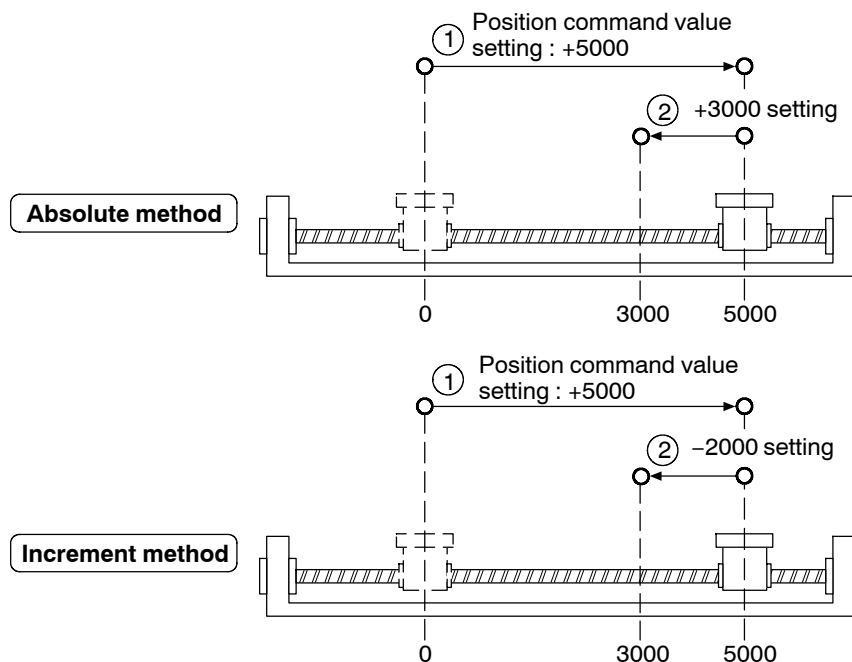 ① Position command value
setting : +5000
② +3000 setting
Absolute method
0 3000 5000
① Position command value
setting : +5000
② −2000 setting
Increment method
0 3000 5000